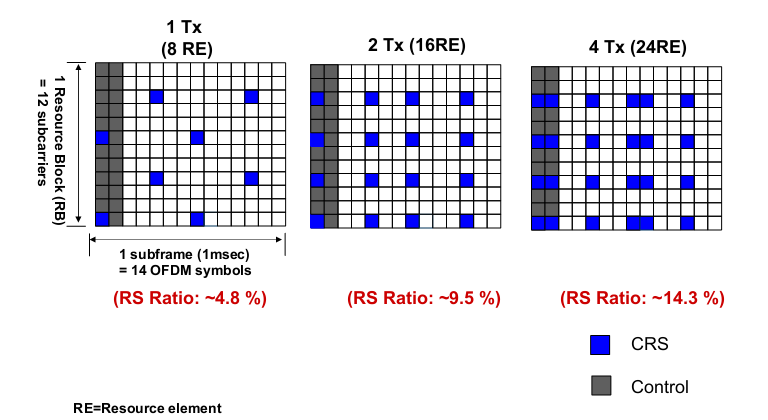 1 Tx
(8 RE)
2 Tx (16RE)
4 Tx (24RE)
1 Resource Block (RB)
= 12 subcarriers
1 subframe (1msec)
= 14 OFDM symbols
(RS Ratio: ~4.8 %)
(RS Ratio: ~9.5 %)
(RS Ratio: ~14.3 %)
CRS
Control
RE=Resource element